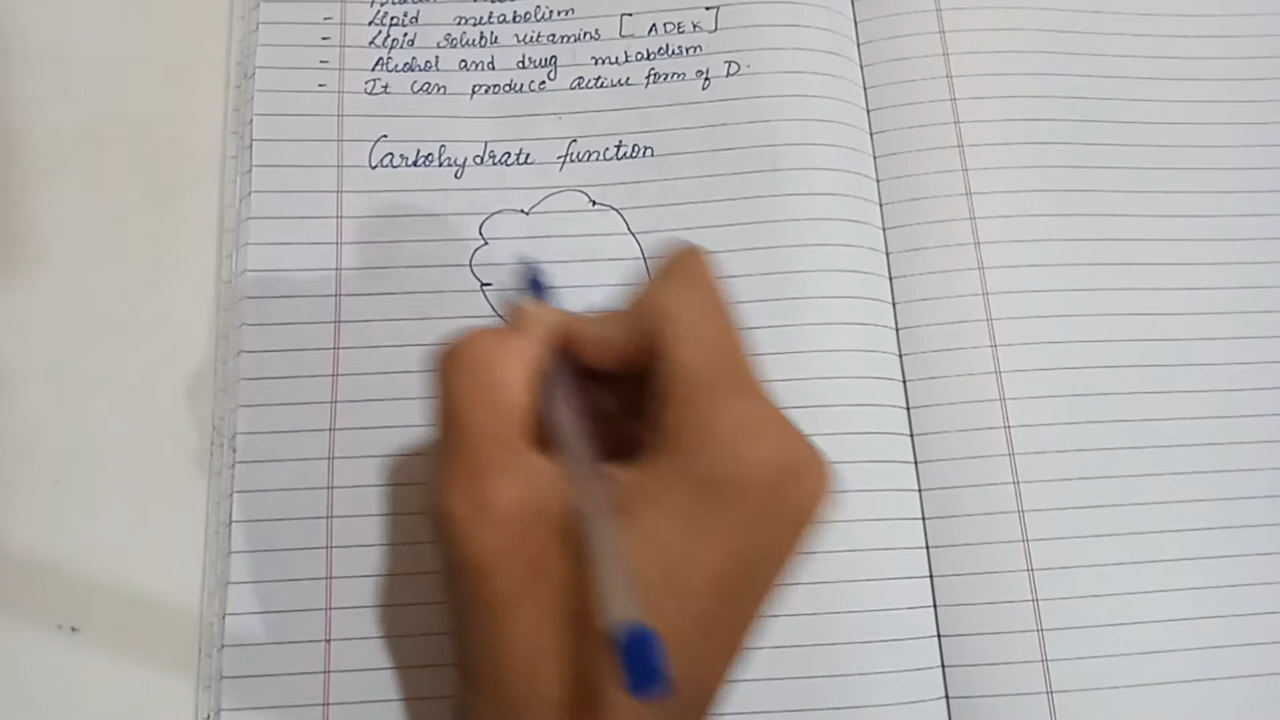 - Lipid metabolism
- Lipid soluble vitamins [ADEK]
- Alcohol and drug metabolism
- It can produce active form of D.
Carbohydrate function